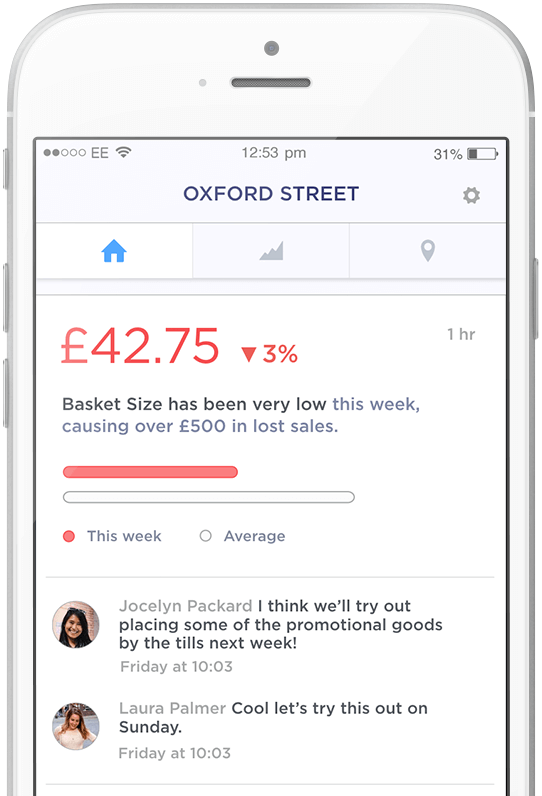 EE 12:53 pm 31%
OXFORD STREET
£42.75 ▼3% 1 hr
Basket Size has been very low this week,
causing over £500 in lost sales.
This week Average
Jocelyn Packard I think we’ll try out
placing some of the promotional goods
by the tills next week!
Friday at 10:03
Laura Palmer Cool let’s try this out on
Sunday.
Friday at 10:03